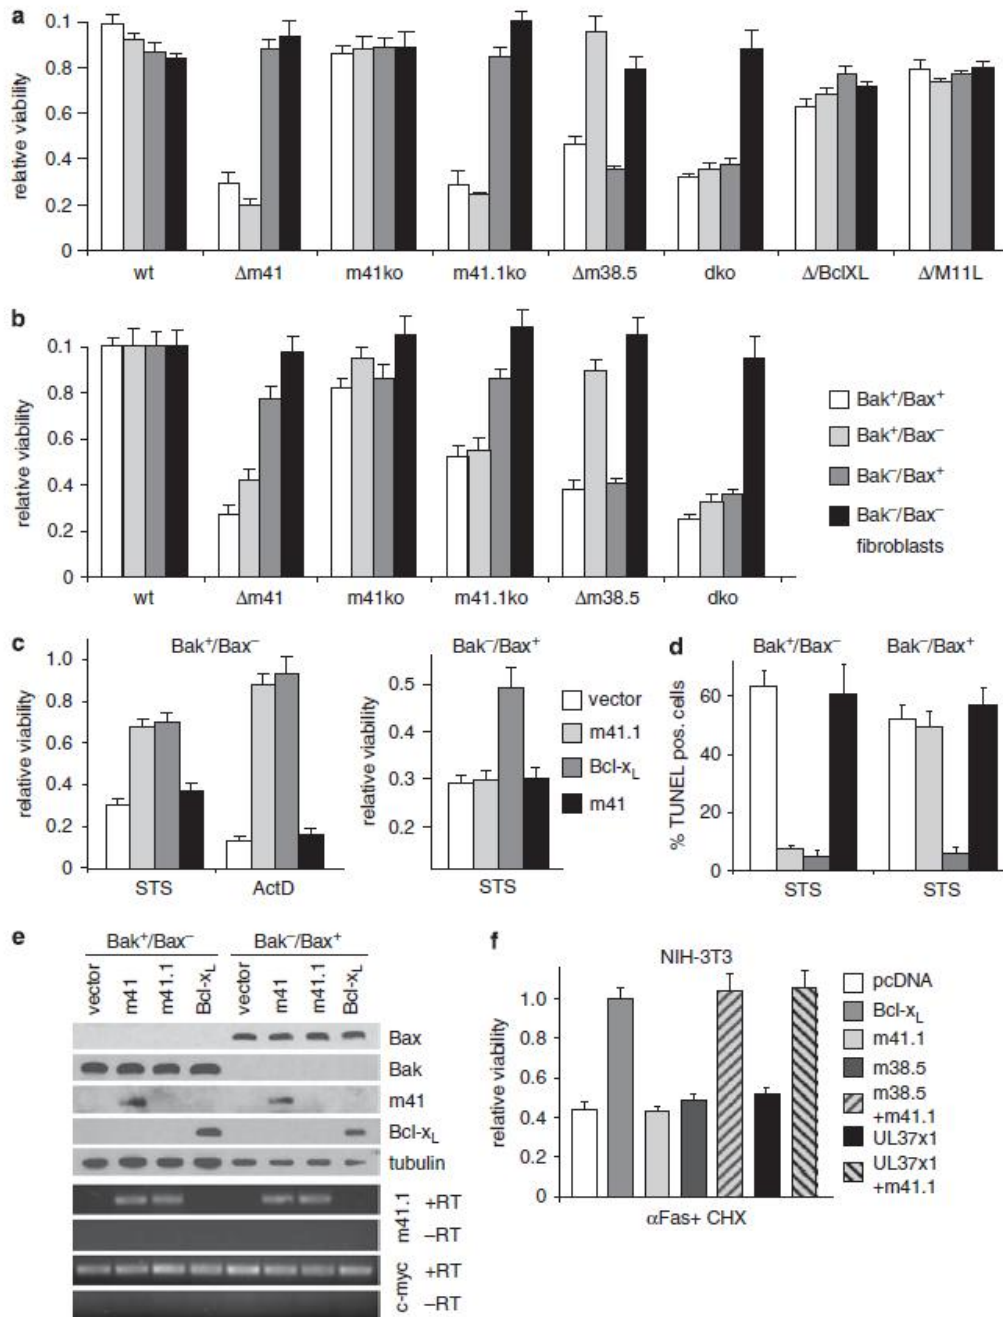 a
relative viability
0.1
0.8
0.6
0.4
0.2
0
wt Δm41 m41ko m41.1ko Δm38.5 dko Δ/BclXL Δ/M11L
b
relative viability
0.1
0.8
0.6
0.4
0.2
0
wt Δm41 m41ko m41.1ko Δm38.5 dko
Bak+/Bax+
Bak+/Bax−
Bak−/Bax+
Bak−/Bax−
fibroblasts
c
Bak+/Bax−
relative viability
1.0
0.8
0.6
0.4
0.2
0
STS ActD
Bak−/Bax+
relative viability
0.5
0.4
0.3
0.2
STS
vector
m41.1
Bcl-xL
m41
d
Bak+/Bax− Bak−/Bax+
% TUNEL pos. cells
60
40
20
0
STS STS
e
Bak+/Bax− Bak−/Bax+
vector m41 m41.1 Bcl-xL vector m41 m41.1 Bcl-xL
Bax
Bak
m41
Bcl-xL
tubulin
m41.1 +RT
−RT
c-myc +RT
−RT
f
NIH-3T3
relative viability
1.0
0.8
0.6
0.4
0.2
0
αFas+ CHX
pcDNA
Bcl-xL
m41.1
m38.5
m38.5
+m41.1
UL37x1
UL37x1
+m41.1